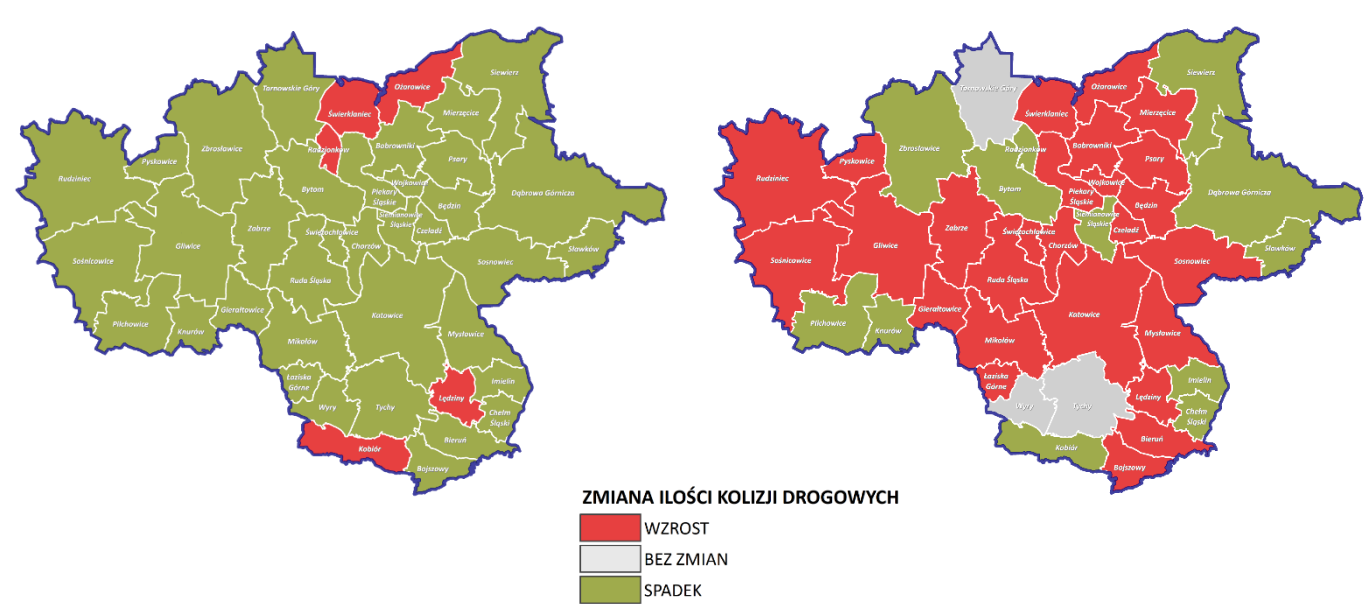 Siewierz
Tarnowskie Góry
Ożarowice
Świerklaniec
Mierzęcice
Radzionków
Zbrosławice
Bobrowniki
Psary
Pyskowice
Rudziniec
Bytom
Wojkowice
Piekary
Śląskie
Dąbrowa Górnicza
Będzin
Siemianowice
Śląskie
Zabrze
Świętochłowice
Czeladź
Gliwice
Chorzów
Sławków
Sośnicowice
Sosnowiec
Ruda Śląska
Gierałtowice
Katowice
Pilchowice
Knurów
Mysłowice
Mikołów
Łaziska
Górne
Imielin
Lędziny
Wyry
Tychy
Chełm
Śląski
Bieruń
Kobiór
Bojszowy
Siewierz
Tarnowskie Góry
Ożarowice
Świerklaniec
Mierzęcice
Radzionków
Zbrosławice
Bobrowniki
Psary
Pyskowice
Rudziniec
Bytom
Wojkowice
Piekary
Śląskie
Dąbrowa Górnicza
Będzin
Siemianowice
Śląskie
Zabrze
Świętochłowice
Czeladź
Gliwice
Chorzów
Sławków
Sośnicowice
Sosnowiec
Ruda Śląska
Gierałtowice
Katowice
Pilchowice
Knurów
Mysłowice
Mikołów
Łaziska
Górne
Imielin
Lędziny
Wyry
Tychy
Chełm
Śląski
Bieruń
Kobiór
Bojszowy
ZMIANA ILOŚCI KOLIZJI DROGOWYCH
WZROST
BEZ ZMIAN
SPADEK